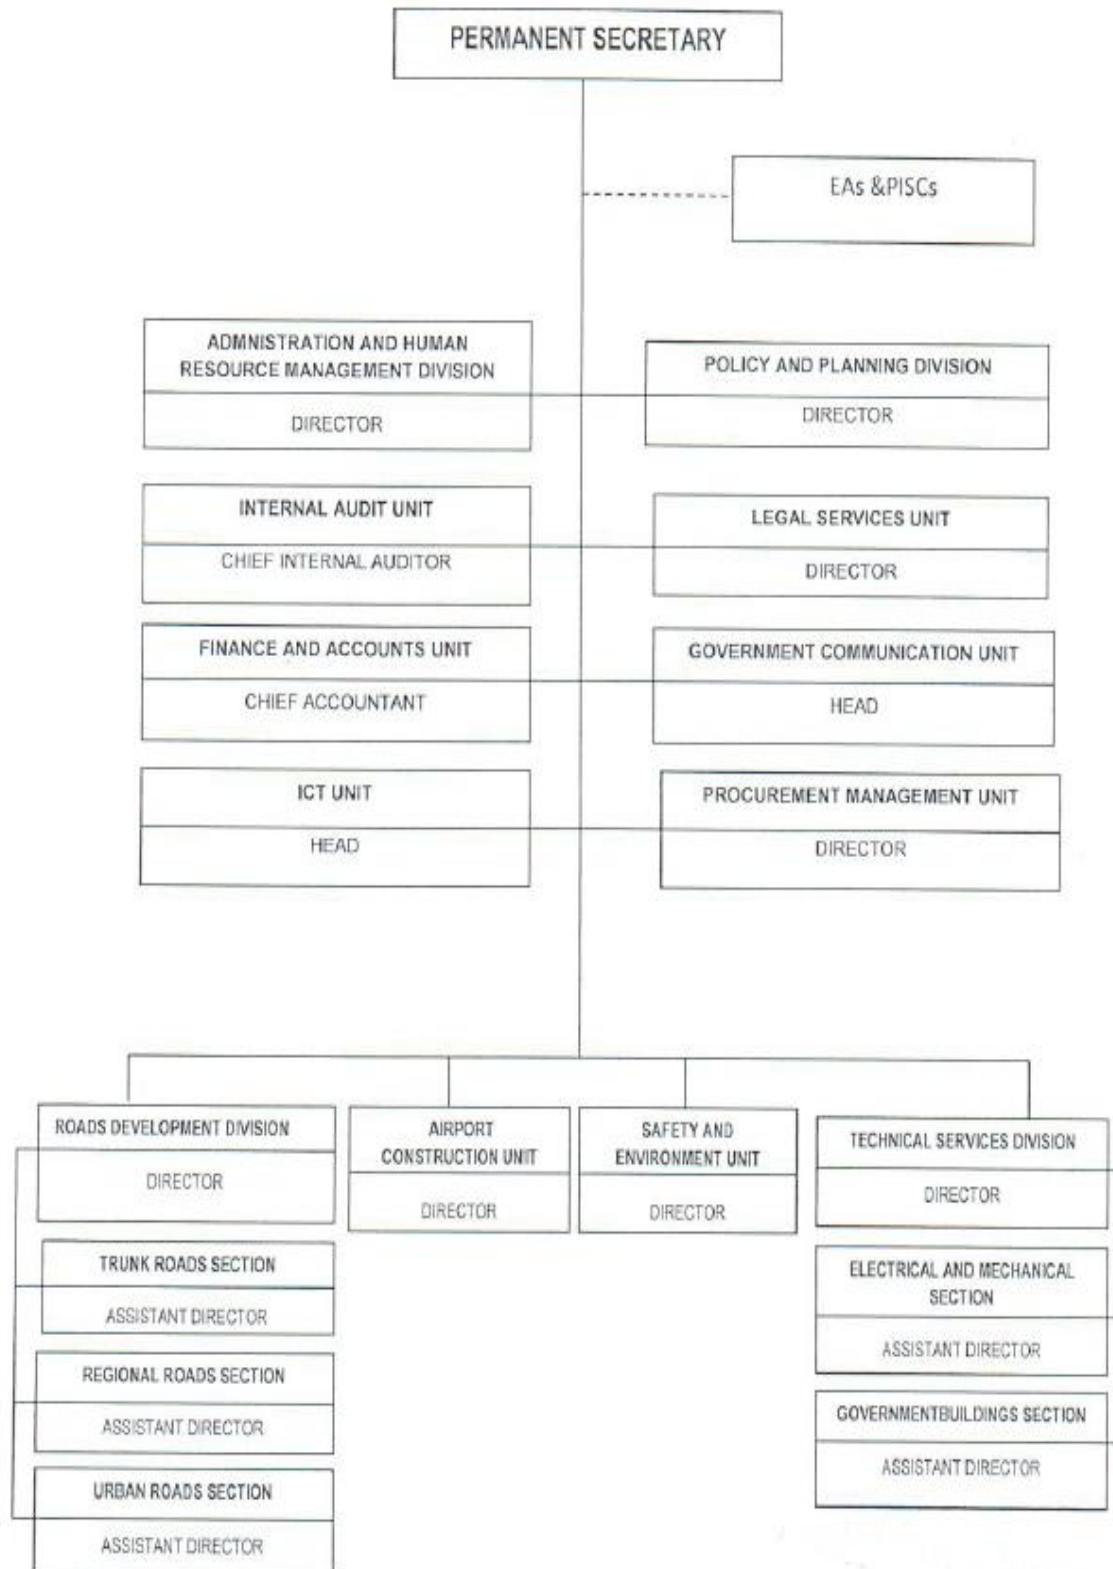 PERMANENT SECRETARY
EAs &PISCs
ADMNISTRATION AND HUMAN
RESOURCE MANAGEMENT DIVISION
DIRECTOR
POLICY AND PLANNING DIVISION
DIRECTOR
INTERNAL AUDIT UNIT
CHIEF INTERNAL AUDITOR
LEGAL SERVICES UNIT
DIRECTOR
FINANCE AND ACCOUNTS UNIT
CHIEF ACCOUNTANT
GOVERNMENT COMMUNICATION UNIT
HEAD
ICT UNIT
HEAD
PROCUREMENT MANAGEMENT UNIT
DIRECTOR
ROADS DEVELOPMENT DIVISION
DIRECTOR
AIRPORT
CONSTRUCTION UNIT
DIRECTOR
SAFETY AND
ENVIRONMENT UNIT
DIRECTOR
TECHNICAL SERVICES DIVISION
DIRECTOR
TRUNK ROADS SECTION
ASSISTANT DIRECTOR
REGIONAL ROADS SECTION
ASSISTANT DIRECTOR
URBAN ROADS SECTION
ASSISTANT DIRECTOR
ELECTRICAL AND MECHANICAL
SECTION
ASSISTANT DIRECTOR
GOVERNMENTBUILDINGS SECTION
ASSISTANT DIRECTOR